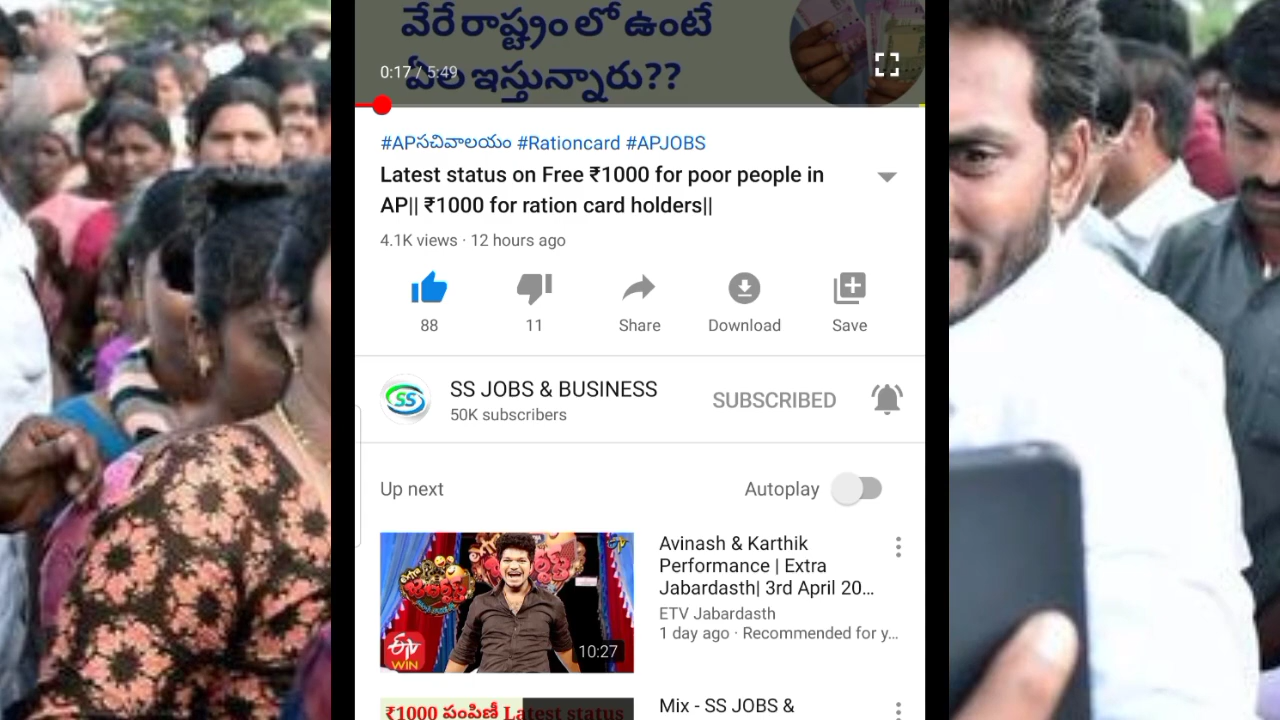 వేరే రాష్ట్రం లో ఉంటే
ఏలా ఇస్తున్నారు??
0:17 / 5:49
#APసచివాలయం #Rationcard #APJOBS
Latest status on Free ₹1000 for poor people in
AP|| ₹1000 for ration card holders||
4.1K views · 12 hours ago
88
11
Share
Download
Save
SS
SS JOBS & BUSINESS
50K subscribers
SUBSCRIBED
Up next
Autoplay
Avinash & Karthik
Performance | Extra
Jabardasth| 3rd April 20...
ETV Jabardasth
1 day ago · Recommended for y...
WIN
10:27
₹1000 పంపిణీ Latest status
Mix - SS JOBS &